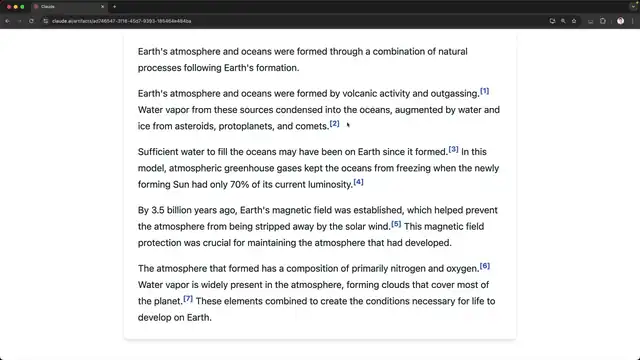 Claude
claude.ai/artifacts/
Earth's atmosphere and oceans were formed through a combination of natural
processes following Earth's formation.
Earth's atmosphere and oceans were formed by volcanic activity and outgassing.[1]
Water vapor from these sources condensed into the oceans, augmented by water and
ice from asteroids, protoplanets, and comets.[2]
Sufficient water to fill the oceans may have been on Earth since it formed.[3] In this
model, atmospheric greenhouse gases kept the oceans from freezing when the newly
forming Sun had only 70% of its current luminosity.[4]
By 3.5 billion years ago, Earth's magnetic field was established, which helped prevent
the atmosphere from being stripped away by the solar wind.[5] This magnetic field
protection was crucial for maintaining the atmosphere that had developed.
The atmosphere that formed has a composition of primarily nitrogen and oxygen.[6]
Water vapor is widely present in the atmosphere, forming clouds that cover most of
the planet.[7] These elements combined to create the conditions necessary for life to
develop on Earth.